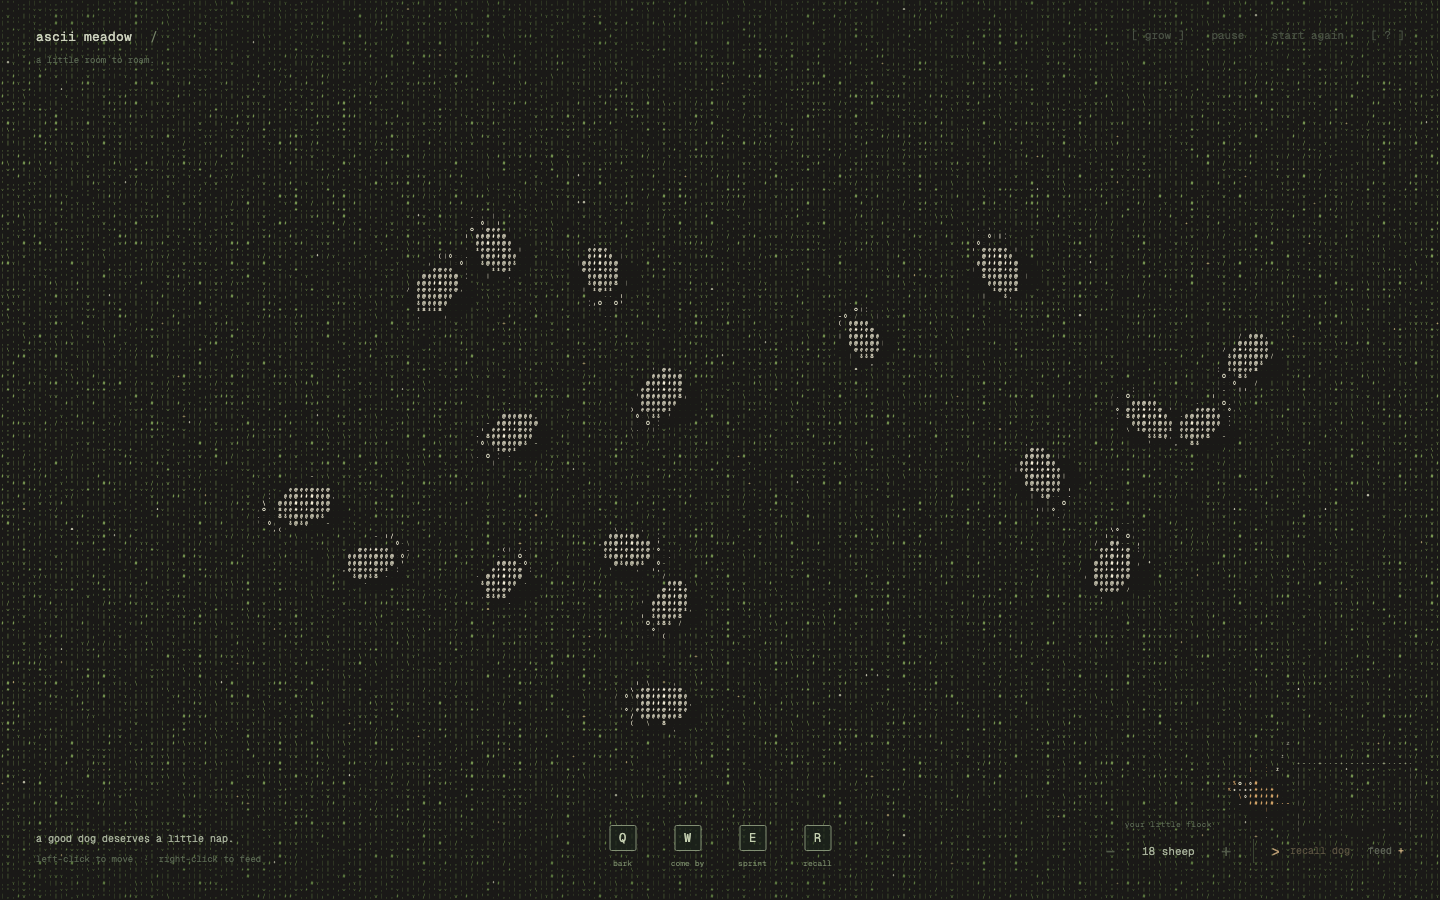 ascii meadow /
[ grow ] pause start again [ ? ]
a little room to roam
your little flock
a good dog deserves a little nap.
left-click to move · right-click to feed
Q W E R
bark come by sprint recall
− 18 sheep + > recall dog feed +